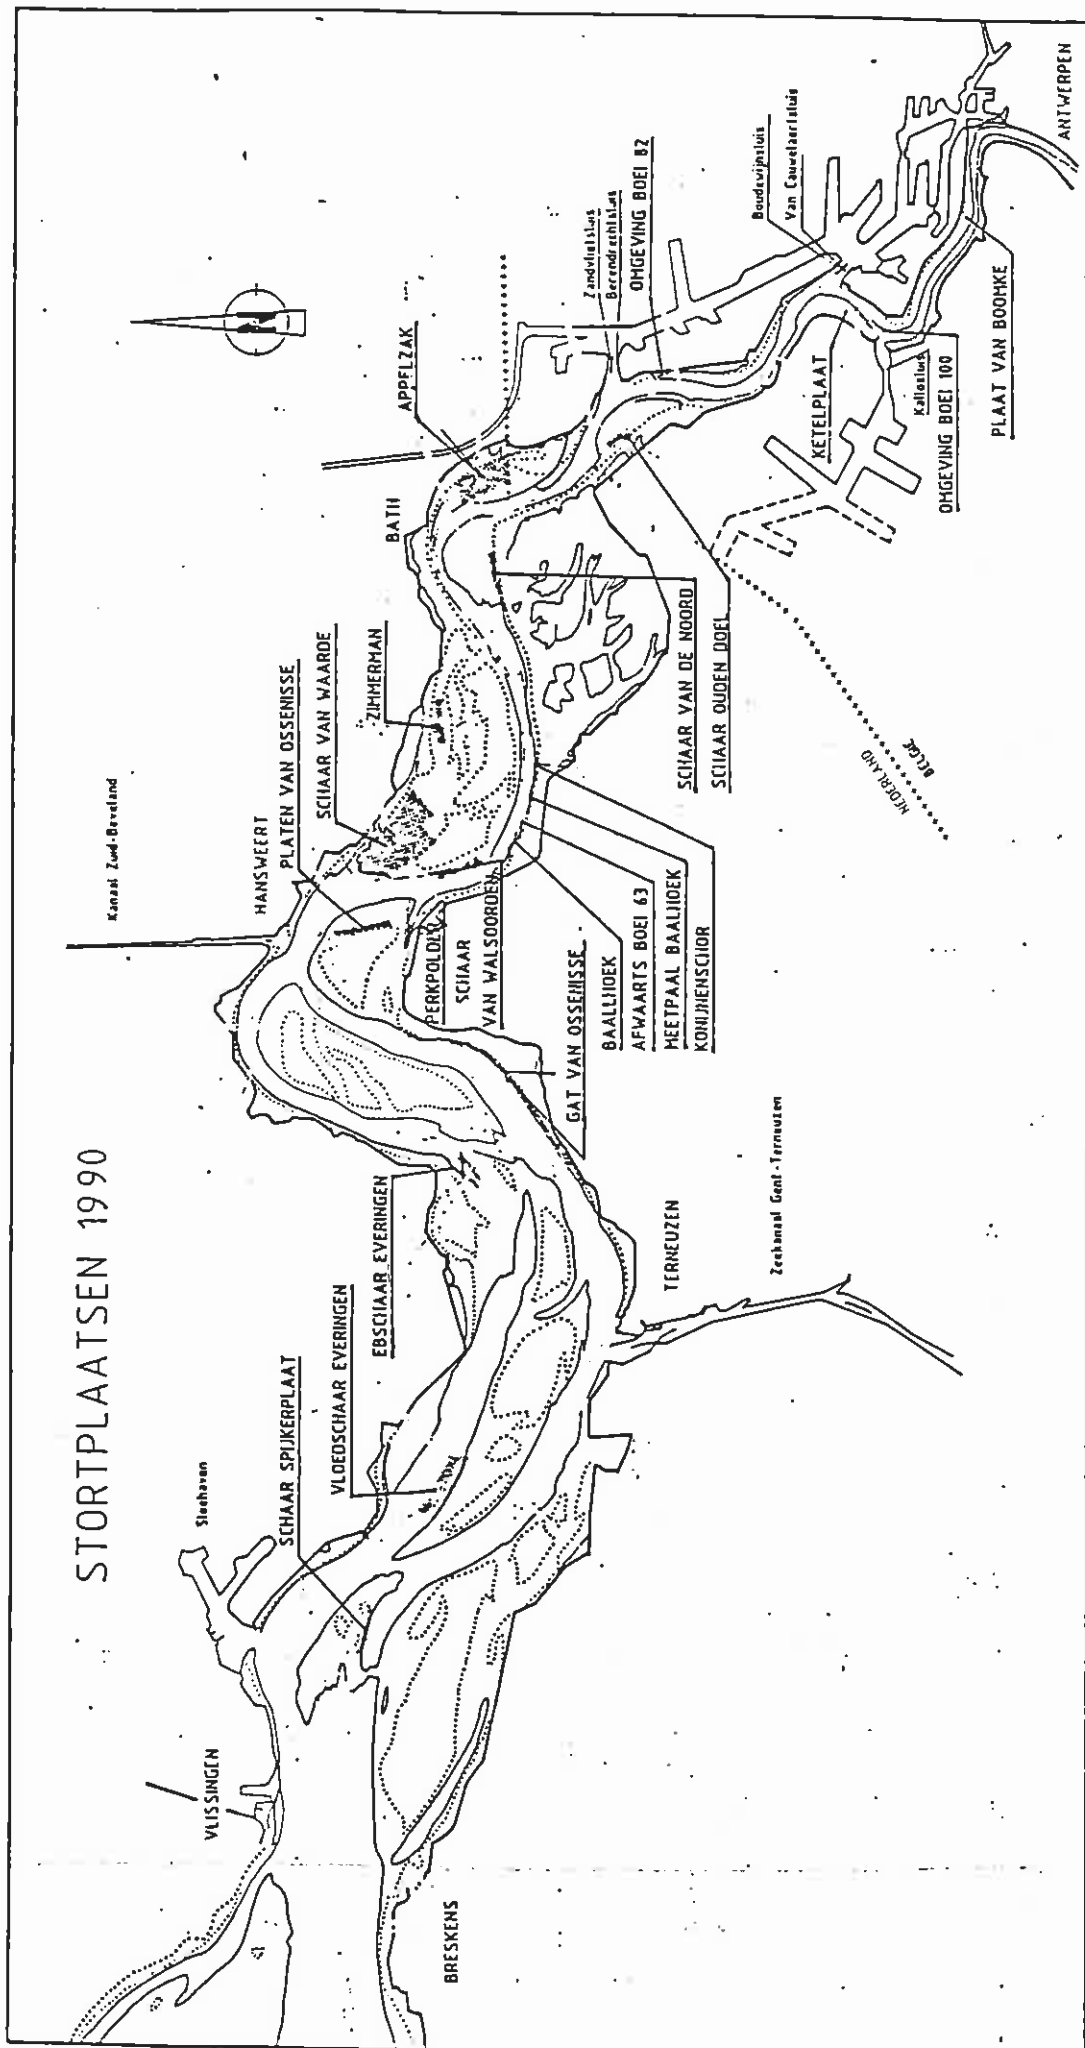 STORTPLAATSEN 1990
Kanaal Zuid-Beveland
HANSWEERT
PLATEN VAN OSSENISSE
SCHAAR VAN WAARDE
ZIMMERMAN
BATH
APPELZAK
N
Zandvlietsluis
Berendrechtsluis
OMGEVING BOEI 82
Boudewijnsluis
Van Cauwelaertsluis
ANTWERPEN
Sloehaven
SCHAAR SPIJKERPLAAT
VLOEDSCHAAR EVERINGEN
EBSCHAAR EVERINGEN
VLISSINGEN
BRESKENS
TERNEUZEN
Zeekanaal Gent-Terneuzen
PERKPOLDER
SCHAAR
VAN WALSOORDEN
GAT VAN OSSENISSE
BAALHOEK
AFWAARTS BOEI 63
MEETPAAL BAALHOEK
KONIJNENSCHOR
SCHAAR VAN DE NOORD
SCHAAR OUDEN DOEL
NEDERLAND
BELGIE
KETELPLAAT
Kallosluis
OMGEVING BOEI 100
PLAAT VAN BOOMKE